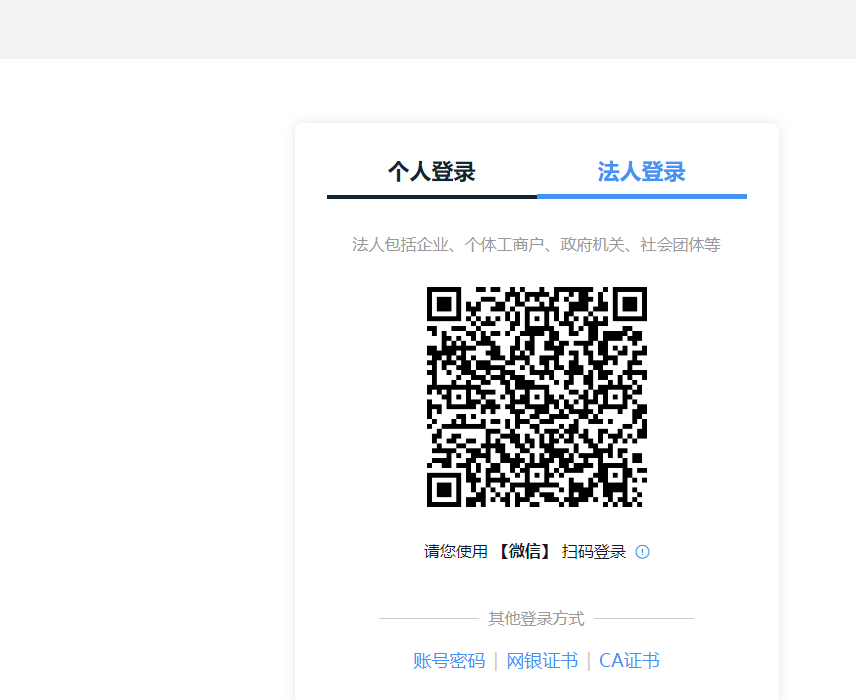 个人登录 法人登录
法人包括企业、个体工商户、政府机关、社会团体等
请您使用 【微信】 扫码登录
其他登录方式
账号密码 | 网银证书 | CA证书